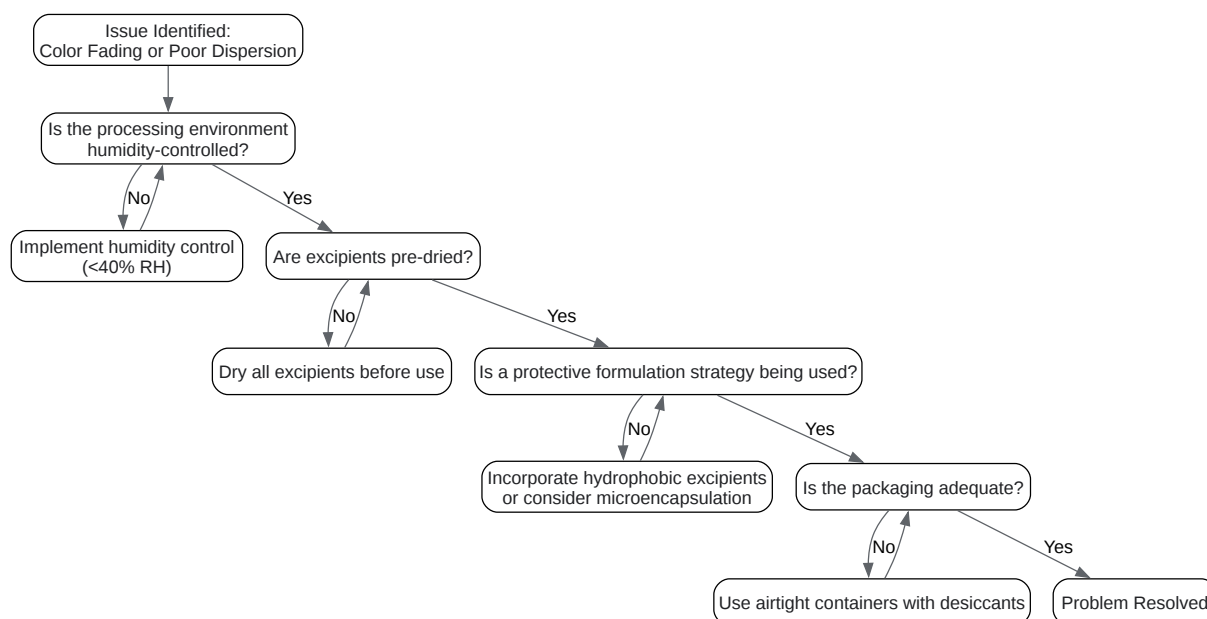 Issue Identified:
Color Fading or Poor Dispersion
Is the processing environment
humidity-controlled?
No
Yes
Implement humidity control
(<40% RH)
Are excipients pre-dried?
No
Yes
Dry all excipients before use
Is a protective formulation strategy being used?
No
Yes
Incorporate hydrophobic excipients
or consider microencapsulation
Is the packaging adequate?
No
Yes
Use airtight containers with desiccants
Problem Resolved